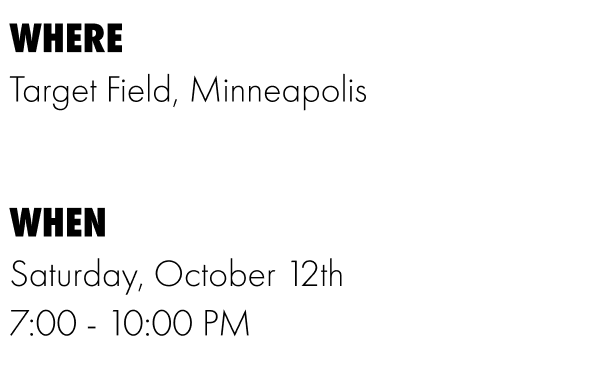 WHERE
Target Field, Minneapolis
WHEN
Saturday, October 12th
7:00 - 10:00 PM